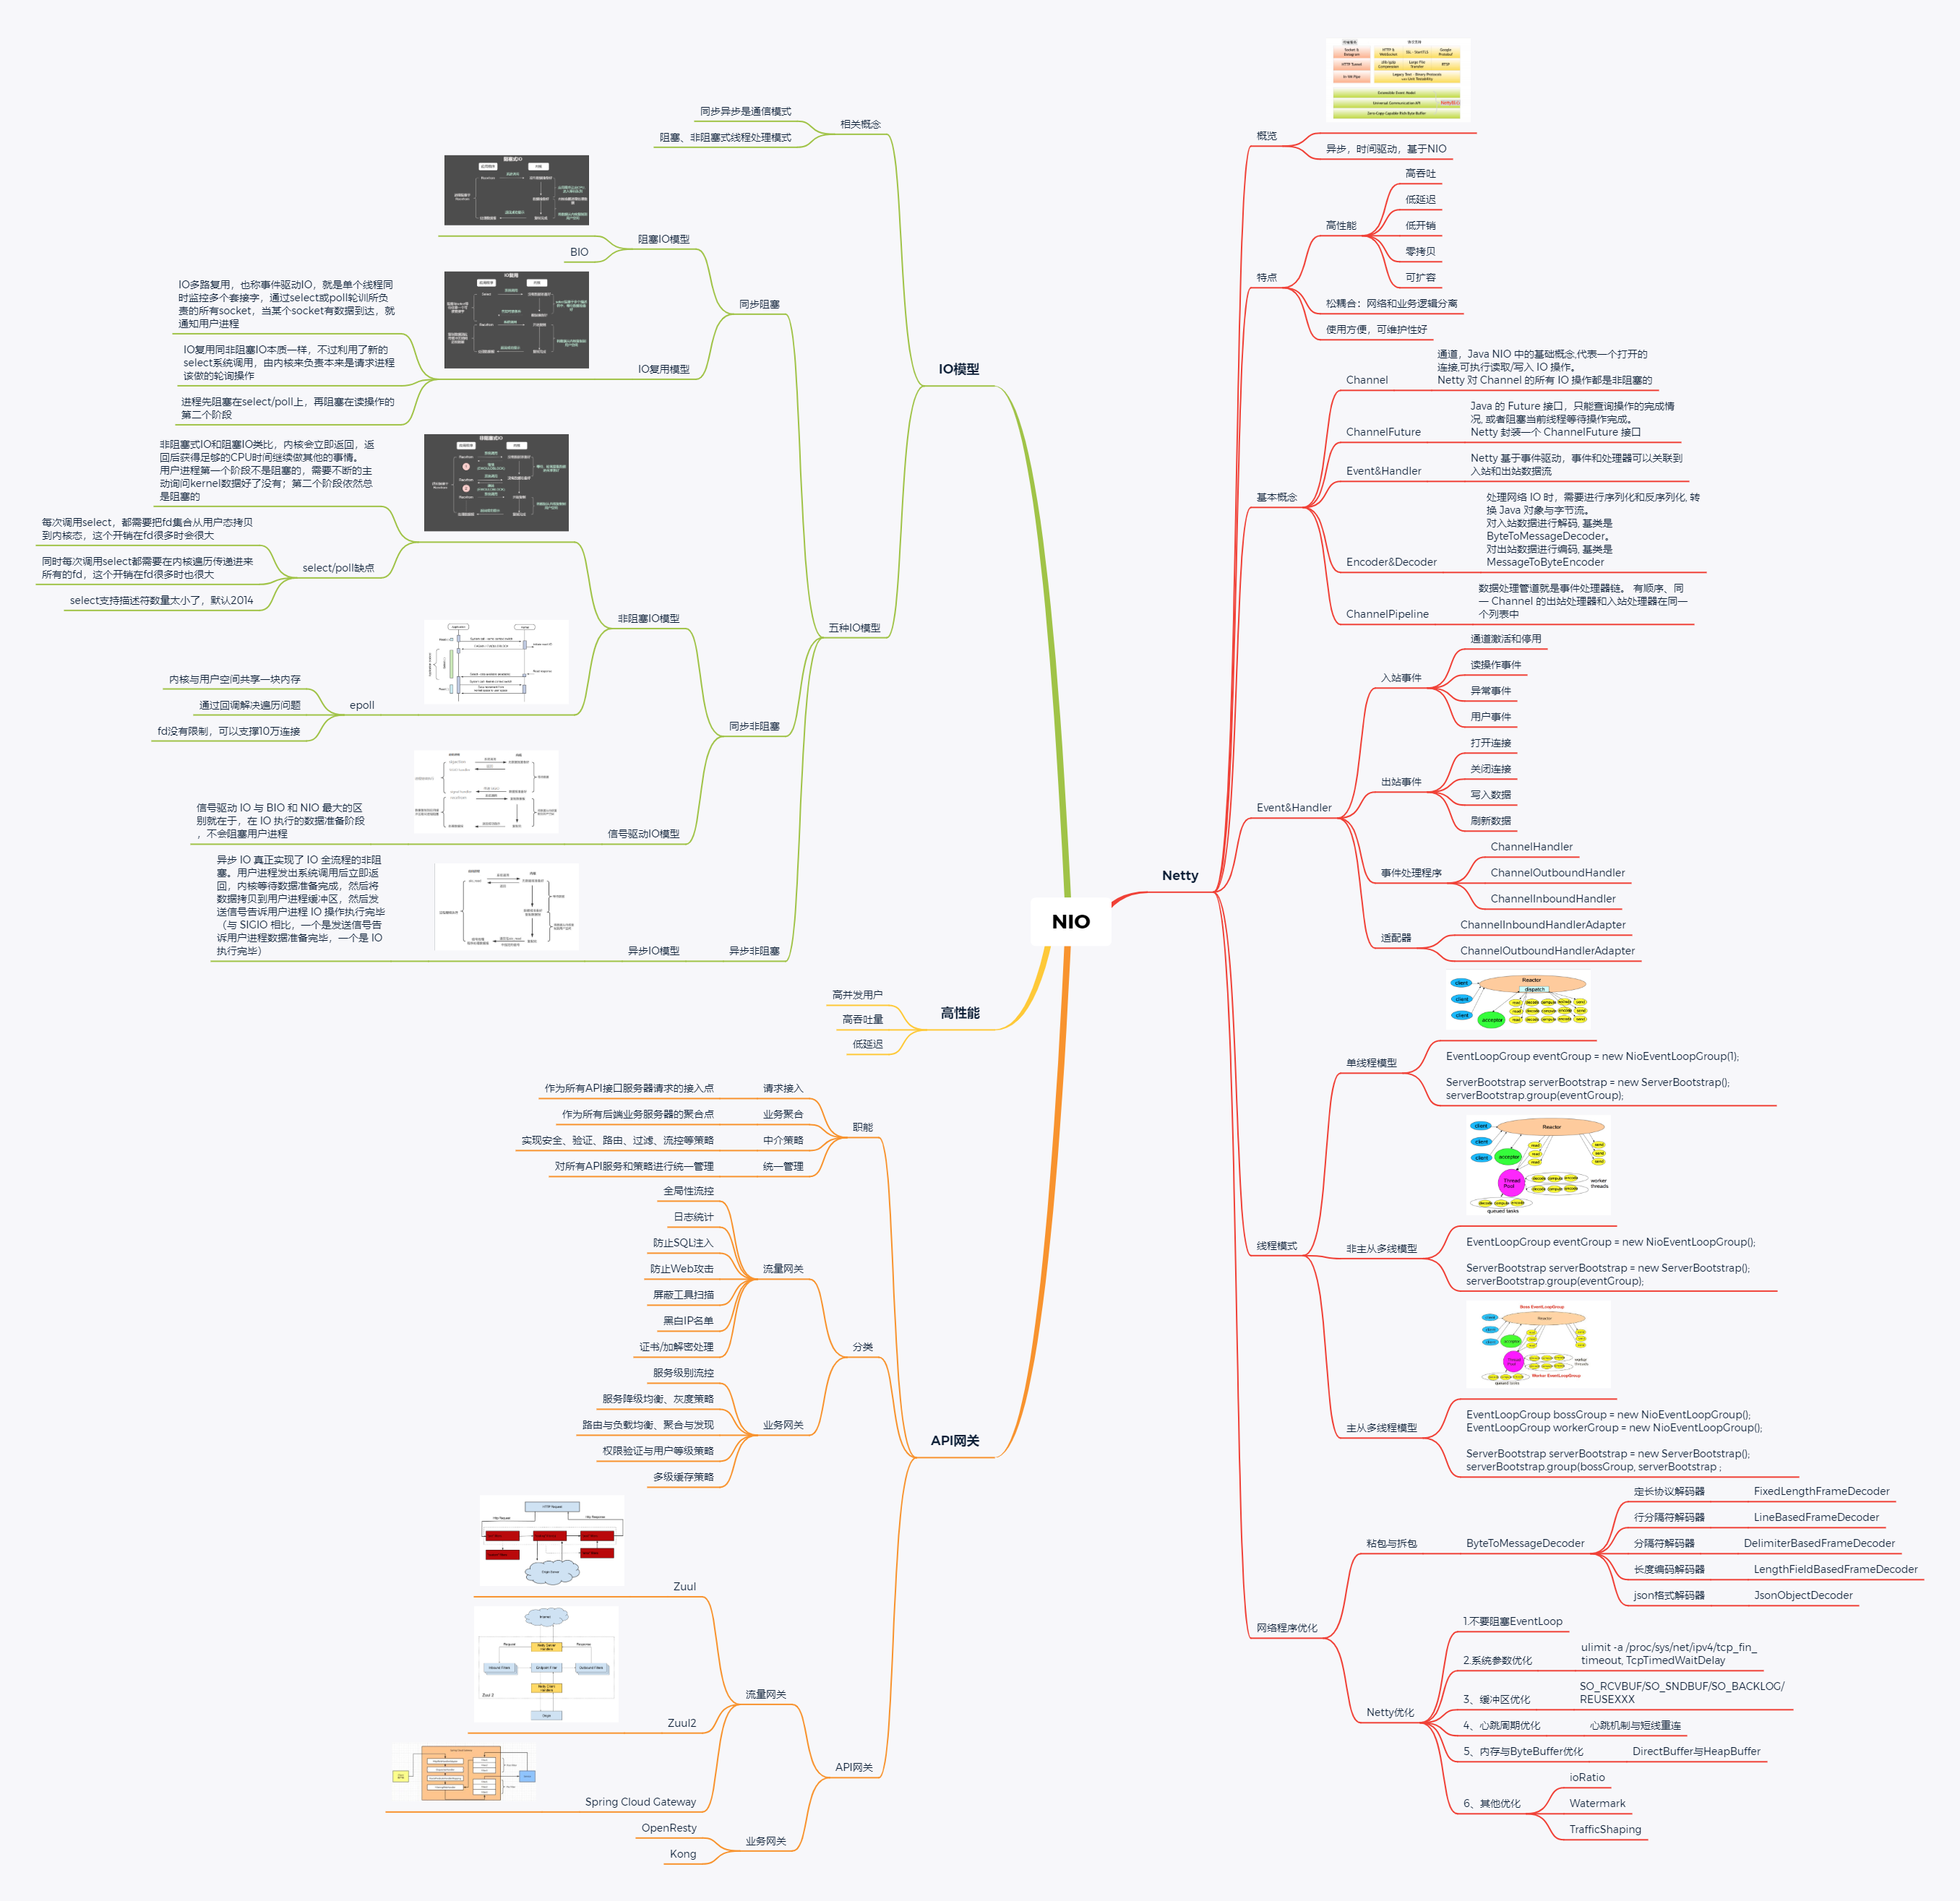 NIO
IO模型
相关概念
同步异步是通信模式
阻塞、非阻塞式线程处理模式
五种IO模型
同步阻塞
阻塞IO模型
BIO
IO复用模型
IO多路复用，也称事件驱动IO，就是单个线程同
时监控多个套接字，通过select或poll轮训所负
责的所有socket，当某个socket有数据到达，就
通知用户进程
IO复用同非阻塞IO本质一样，不过利用了新的
select系统调用，由内核来负责本来是请求进程
该做的轮询操作
进程先阻塞在select/poll上，再阻塞在读操作的
第二个阶段
同步非阻塞
非阻塞IO模型
非阻塞式IO和阻塞IO类比，内核会立即返回，返
回后获得足够的CPU时间继续做其他的事情。
用户进程第一个阶段不是阻塞的，需要不断的主
动询问kernel数据好了没有；第二个阶段依然总
是阻塞的
select/poll缺点
每次调用select，都需要把fd集合从用户态拷贝
到内核态，这个开销在fd很多时会很大
同时每次调用select都需要在内核遍历传递进来
所有的fd，这个开销在fd很多时也很大
select支持描述符数量太小了，默认2014
epoll
内核与用户空间共享一块内存
通过回调解决遍历问题
fd没有限制，可以支撑10万连接
信号驱动IO模型
信号驱动 IO 与 BIO 和 NIO 最大的区
别就在于，在 IO 执行的数据准备阶段
，不会阻塞用户进程
异步非阻塞
异步IO模型
异步 IO 真正实现了 IO 全流程的非阻
塞。用户进程发出系统调用后立即返
回，内核等待数据准备完成，然后将
数据拷贝到用户进程缓冲区，然后发
送信号告诉用户进程 IO 操作执行完毕
（与 SIGIO 相比，一个是发送信号告
诉用户进程数据准备完毕，一个是 IO
执行完毕）
高性能
高并发用户
高吞吐量
低延迟
API网关
职能
请求接入
作为所有API接口服务器请求的接入点
业务聚合
作为所有后端业务服务器的聚合点
中介策略
实现安全、验证、路由、过滤、流控等策略
统一管理
对所有API服务和策略进行统一管理
分类
流量网关
全局性流控
日志统计
防止SQL注入
防止Web攻击
屏蔽工具扫描
黑白IP名单
证书/加解密处理
业务网关
服务级别流控
服务降级均衡、灰度策略
路由与负载均衡、聚合与发现
权限验证与用户等级策略
多级缓存策略
API网关
流量网关
Zuul
Zuul2
Spring Cloud Gateway
业务网关
OpenResty
Kong
Netty
概览
异步，时间驱动，基于NIO
特点
高性能
高吞吐
低延迟
低开销
零拷贝
可扩容
松耦合：网络和业务逻辑分离
使用方便，可维护性好
基本概念
Channel
通道，Java NIO 中的基础概念,代表一个打开的
连接,可执行读取/写入 IO 操作。
Netty 对 Channel 的所有 IO 操作都是非阻塞的
ChannelFuture
Java 的 Future 接口，只能查询操作的完成情
况, 或者阻塞当前线程等待操作完成。
Netty 封装一个 ChannelFuture 接口
Event&Handler
Netty 基于事件驱动，事件和处理器可以关联到
入站和出站数据流
Encoder&Decoder
处理网络 IO 时，需要进行序列化和反序列化, 转
换 Java 对象与字节流。
对入站数据进行解码, 基类是
ByteToMessageDecoder。
对出站数据进行编码, 基类是
MessageToByteEncoder
ChannelPipeline
数据处理管道就是事件处理器链。 有顺序、同
一 Channel 的出站处理器和入站处理器在同一
个列表中
Event&Handler
入站事件
通道激活和停用
读操作事件
异常事件
用户事件
出站事件
打开连接
关闭连接
写入数据
刷新数据
事件处理程序
ChannelHandler
ChannelOutboundHandler
ChannelInboundHandler
适配器
ChannelInboundHandlerAdapter
ChannelOutboundHandlerAdapter
线程模式
单线程模型
Reactor
dispatch
client
client
client
acceptor
EventLoopGroup eventGroup = new NioEventLoopGroup(1);
ServerBootstrap serverBootstrap = new ServerBootstrap();
serverBootstrap.group(eventGroup);
非主从多线模型
Reactor
client
client
client
acceptor
Thread
Pool
worker
threads
queued tasks
EventLoopGroup eventGroup = new NioEventLoopGroup();
ServerBootstrap serverBootstrap = new ServerBootstrap();
serverBootstrap.group(eventGroup);
主从多线程模型
Boss EventLoopGroup
Reactor
Worker EventLoopGroup
EventLoopGroup bossGroup = new NioEventLoopGroup();
EventLoopGroup workerGroup = new NioEventLoopGroup();
ServerBootstrap serverBootstrap = new ServerBootstrap();
serverBootstrap.group(bossGroup, serverBootstrap ;
网络程序优化
粘包与拆包
ByteToMessageDecoder
定长协议解码器
FixedLengthFrameDecoder
行分隔符解码器
LineBasedFrameDecoder
分隔符解码器
DelimiterBasedFrameDecoder
长度编码解码器
LengthFieldBasedFrameDecoder
json格式解码器
JsonObjectDecoder
Netty优化
1.不要阻塞EventLoop
2.系统参数优化
ulimit -a /proc/sys/net/ipv4/tcp_fin_
timeout, TcpTimedWaitDelay
3、缓冲区优化
SO_RCVBUF/SO_SNDBUF/SO_BACKLOG/
REUSEXXX
4、心跳周期优化
心跳机制与短线重连
5、内存与ByteBuffer优化
DirectBuffer与HeapBuffer
6、其他优化
ioRatio
Watermark
TrafficShaping